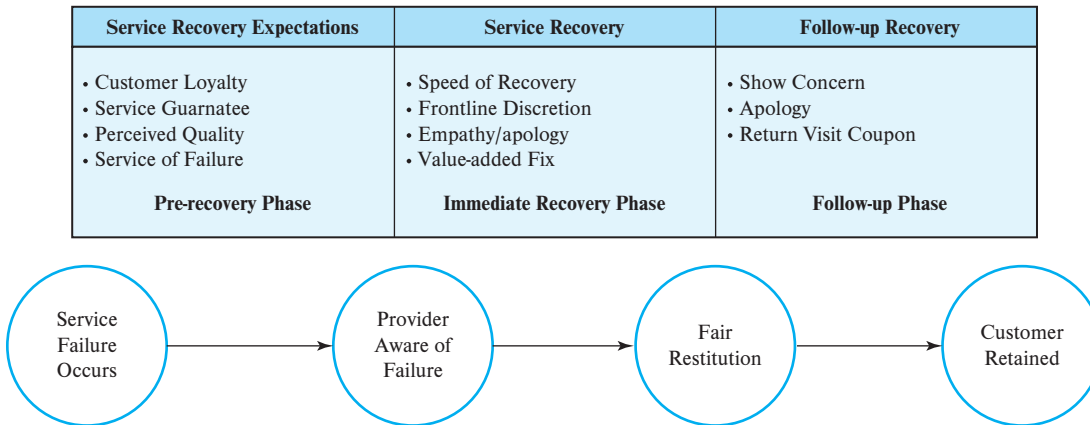 Service Recovery Expectations
• Customer Loyalty
• Service Guarnatee
• Perceived Quality
• Service of Failure
Pre-recovery Phase
Service Recovery
• Speed of Recovery
• Frontline Discretion
• Empathy/apology
• Value-added Fix
Immediate Recovery Phase
Follow-up Recovery
• Show Concern
• Apology
• Return Visit Coupon
Follow-up Phase
Service
Failure
Occurs
Provider
Aware of
Failure
Fair
Restitution
Customer
Retained